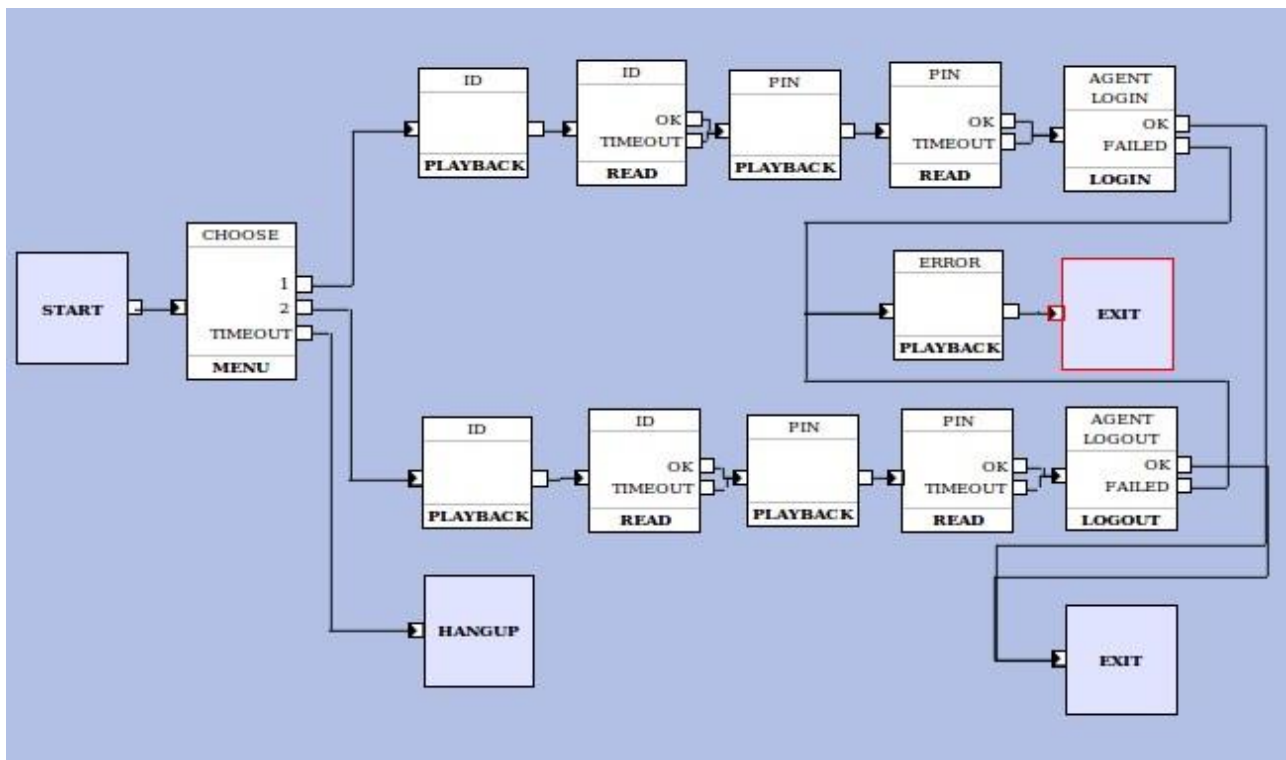 START
CHOOSE
1
2
TIMEOUT
MENU
ID
PLAYBACK
ID
OK
TIMEOUT
READ
PIN
PLAYBACK
PIN
OK
TIMEOUT
READ
AGENT
LOGIN
OK
FAILED
LOGIN
ERROR
PLAYBACK
EXIT
ID
PLAYBACK
ID
OK
TIMEOUT
READ
PIN
PLAYBACK
PIN
OK
TIMEOUT
READ
AGENT
LOGOUT
OK
FAILED
LOGOUT
HANGUP
EXIT